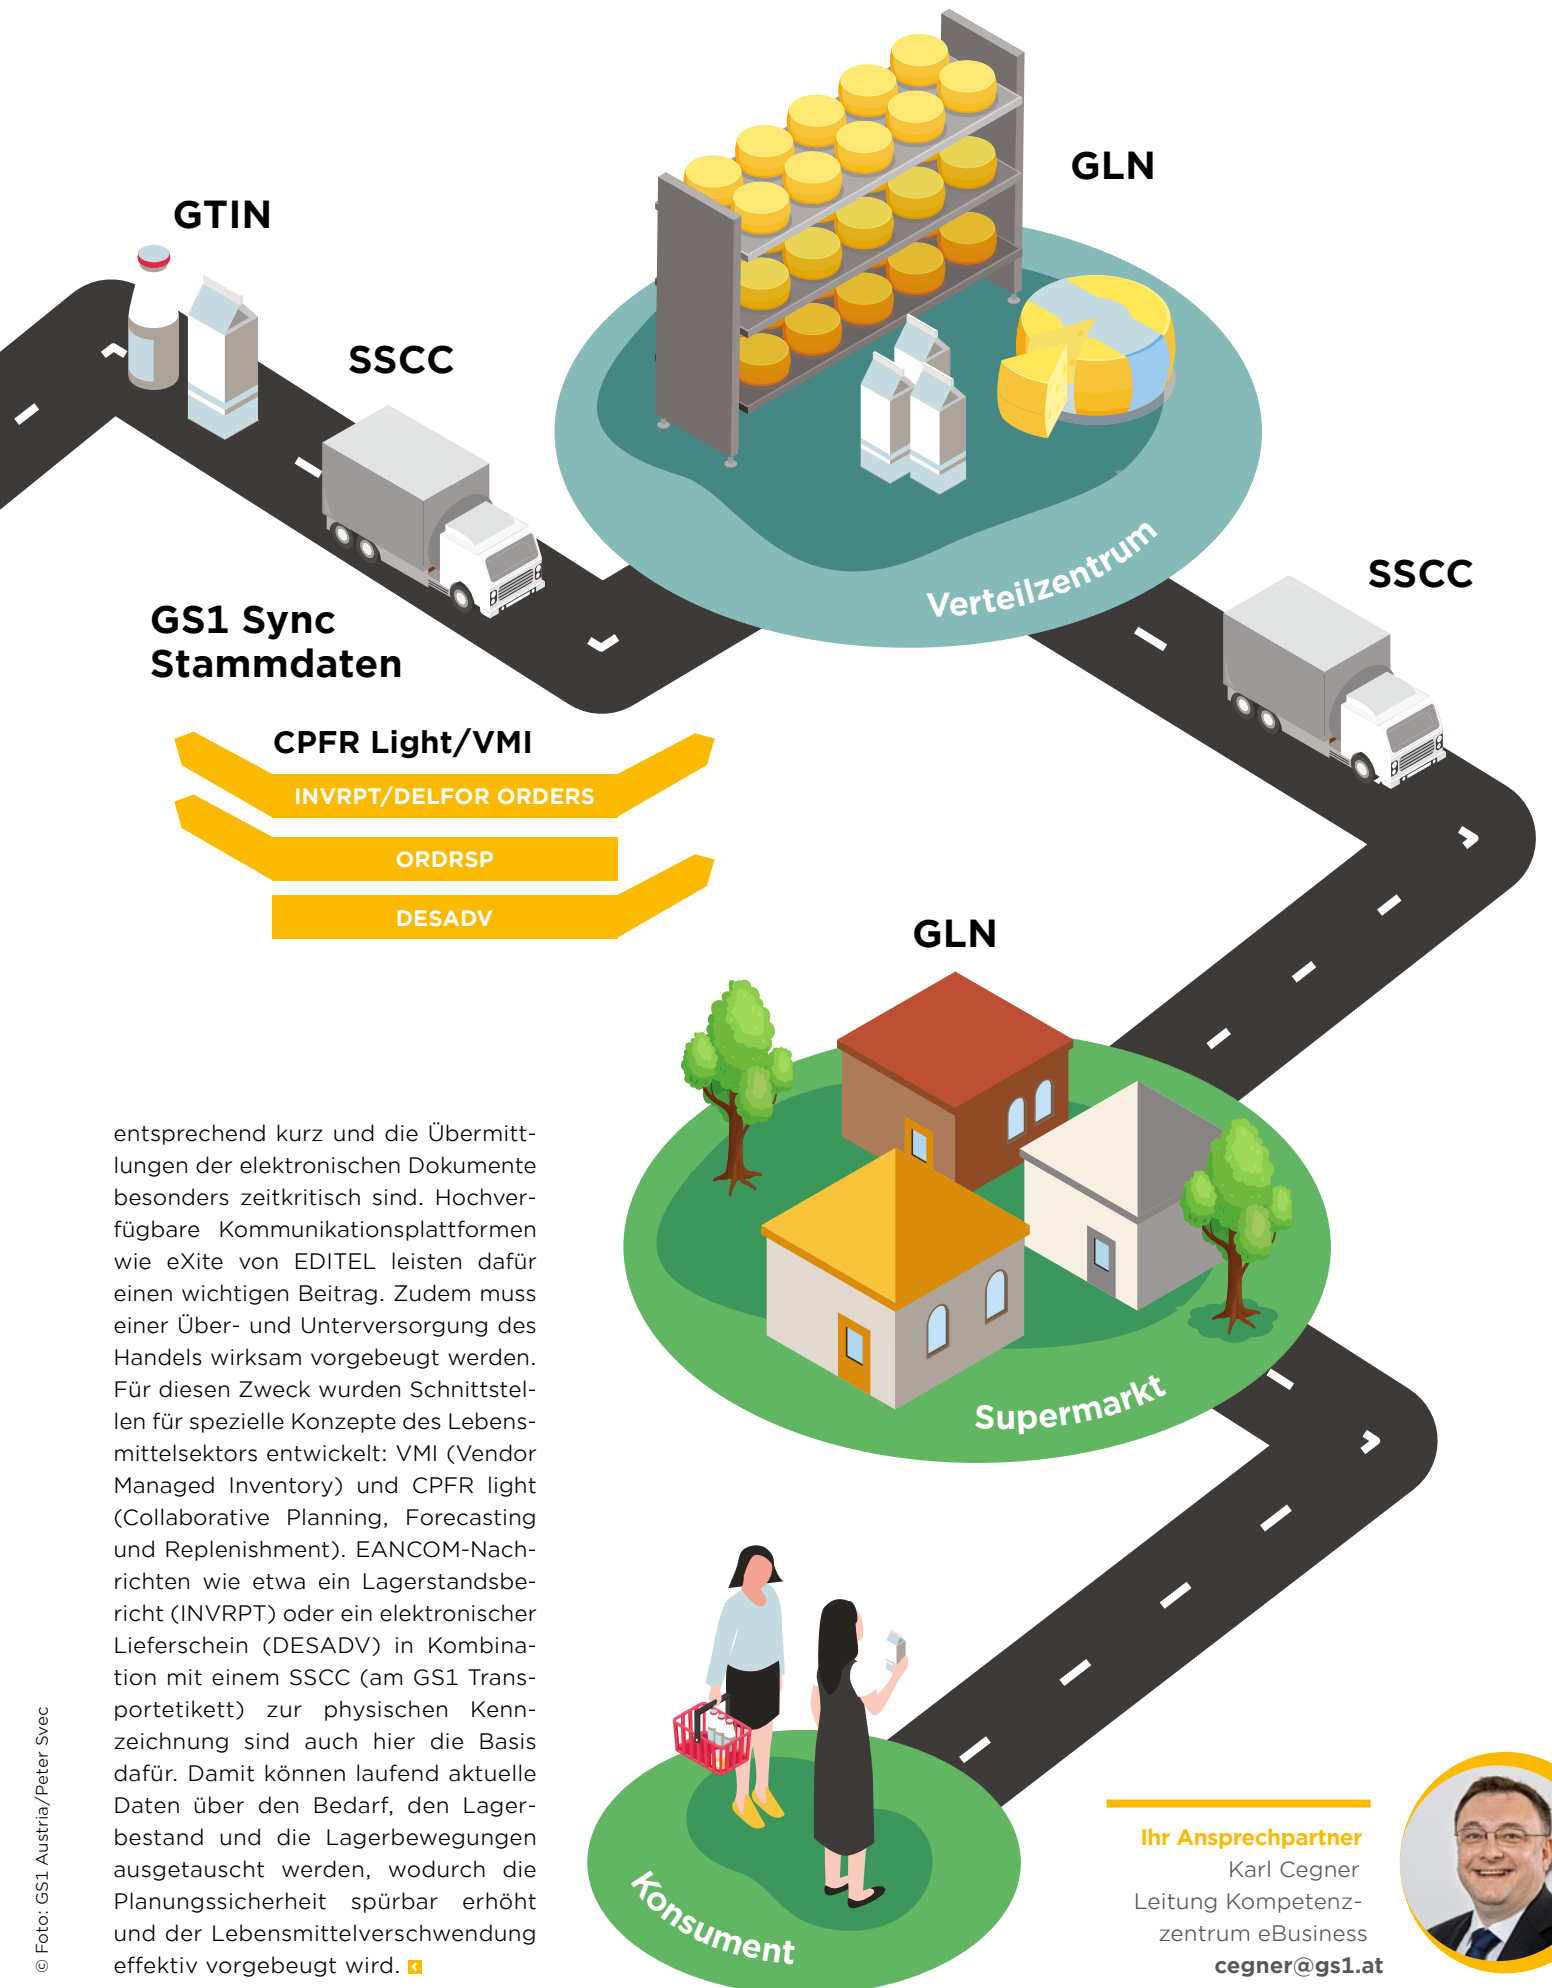 GTIN
GLN
SSCC
Verteilzentrum
SSCC
GS1 Sync
Stammdaten
CPFR Light/VMI
INVRPT/DELFOR ORDERS
ORDRSP
DESADV
GLN
Supermarkt
Konsument
entsprechend kurz und die Übermitt-
lungen der elektronischen Dokumente
besonders zeitkritisch sind. Hochver-
fügbare Kommunikationsplattformen
wie eXite von EDITEL leisten dafür
einen wichtigen Beitrag. Zudem muss
einer Über- und Unterversorgung des
Handels wirksam vorgebeugt werden.
Für diesen Zweck wurden Schnittstel-
len für spezielle Konzepte des Lebens-
mittelsektors entwickelt: VMI (Vendor
Managed Inventory) und CPFR light
(Collaborative Planning, Forecasting
und Replenishment). EANCOM-Nach-
richten wie etwa ein Lagerstandsbe-
richt (INVRPT) oder ein elektronischer
Lieferschein (DESADV) in Kombina-
tion mit einem SSCC (am GS1 Trans-
portetikett) zur physischen Kenn-
zeichnung sind auch hier die Basis
dafür. Damit können laufend aktuelle
Daten über den Bedarf, den Lager-
bestand und die Lagerbewegungen
ausgetauscht werden, wodurch die
Planungssicherheit spürbar erhöht
und der Lebensmittelverschwendung
effektiv vorgebeugt wird.
© Foto: GS1 Austria/Peter Svec
Ihr Ansprechpartner
Karl Cegner
Leitung Kompetenz-
zentrum eBusiness
cegner@gs1.at